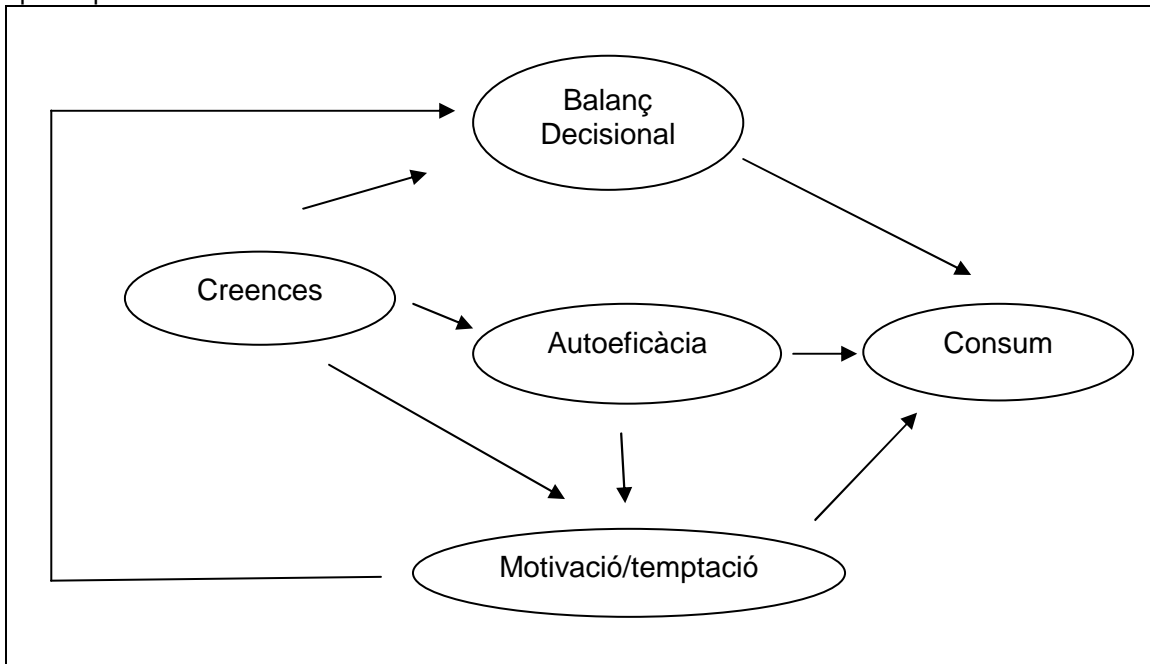 Balanç
Decisional
Creences
Autoeficàcia
Consum
Motivació/temptació